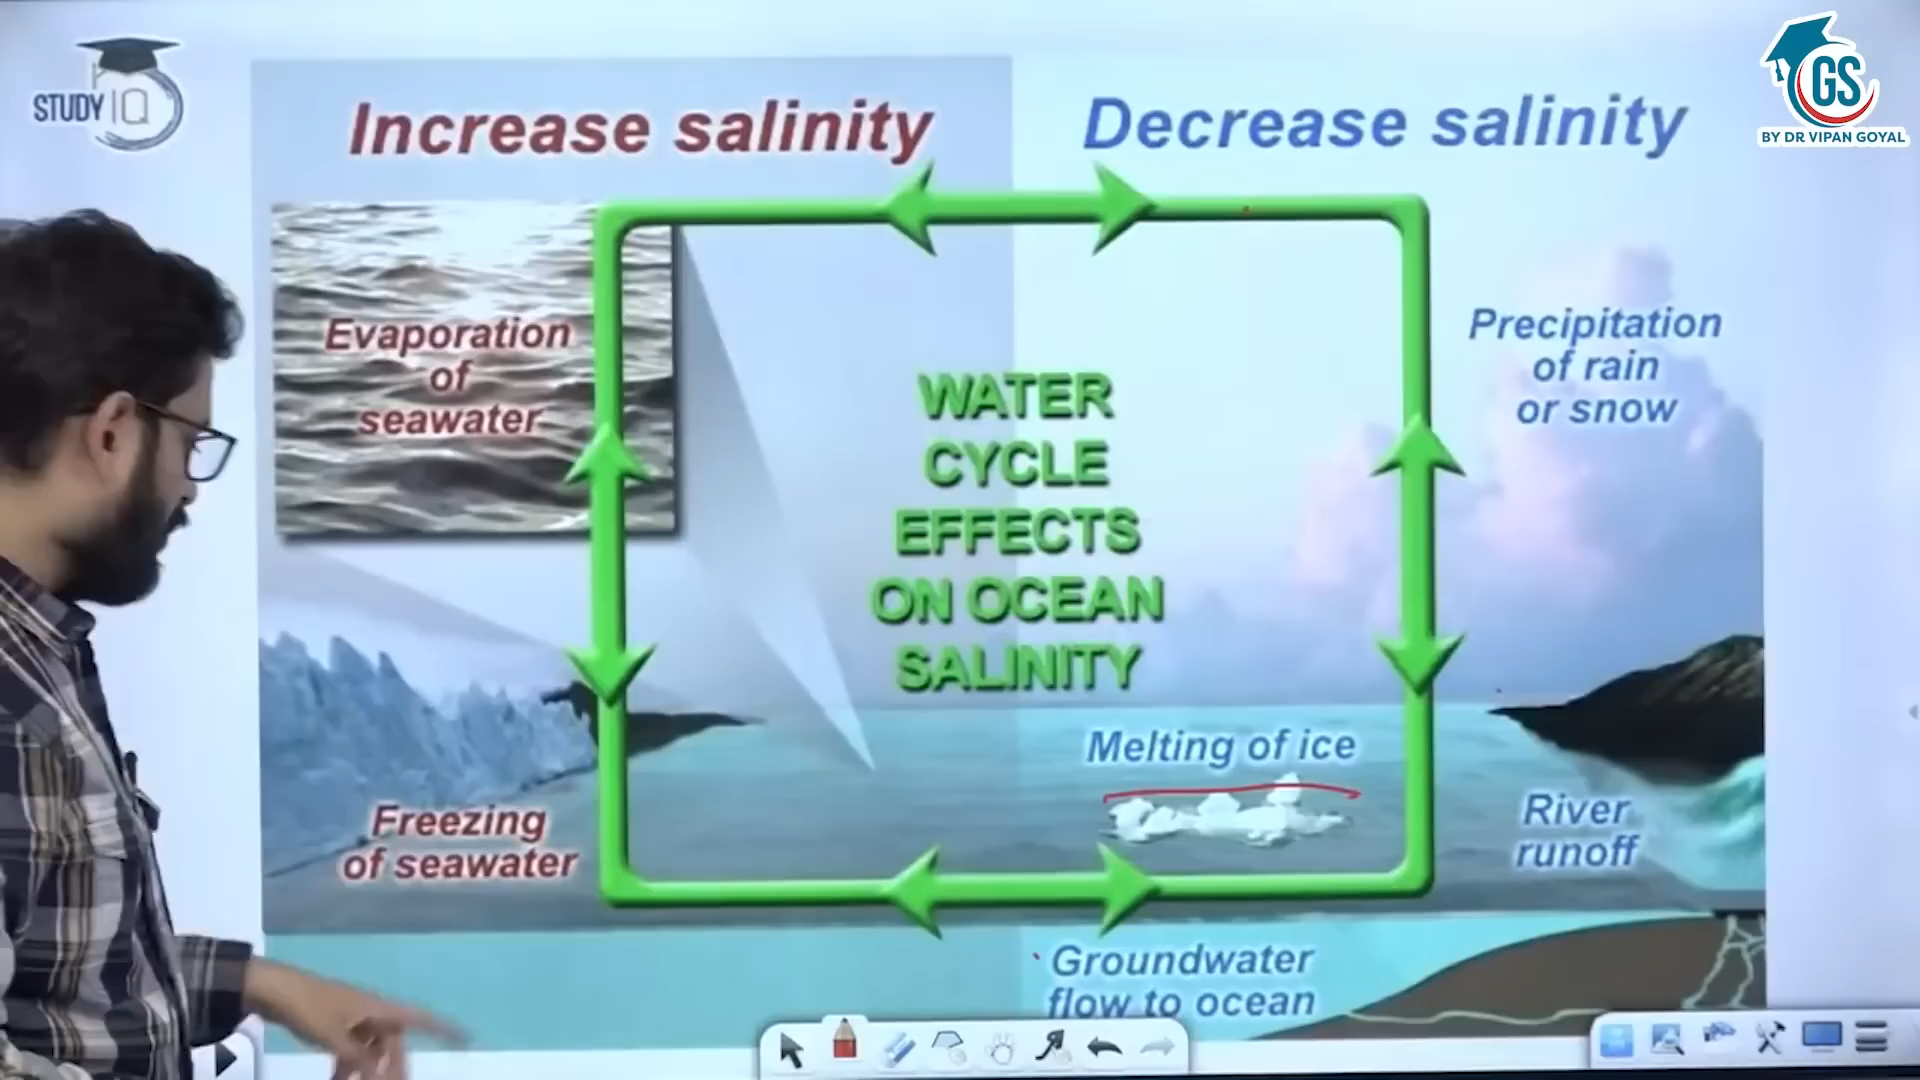 STUDY IQ
GS
BY DR VIPAN GOYAL
Increase salinity
Decrease salinity
Evaporation
of
seawater
Precipitation
of rain
or snow
WATER
CYCLE
EFFECTS
ON OCEAN
SALINITY
Melting of ice
Freezing
of seawater
River
runoff
Groundwater
flow to ocean